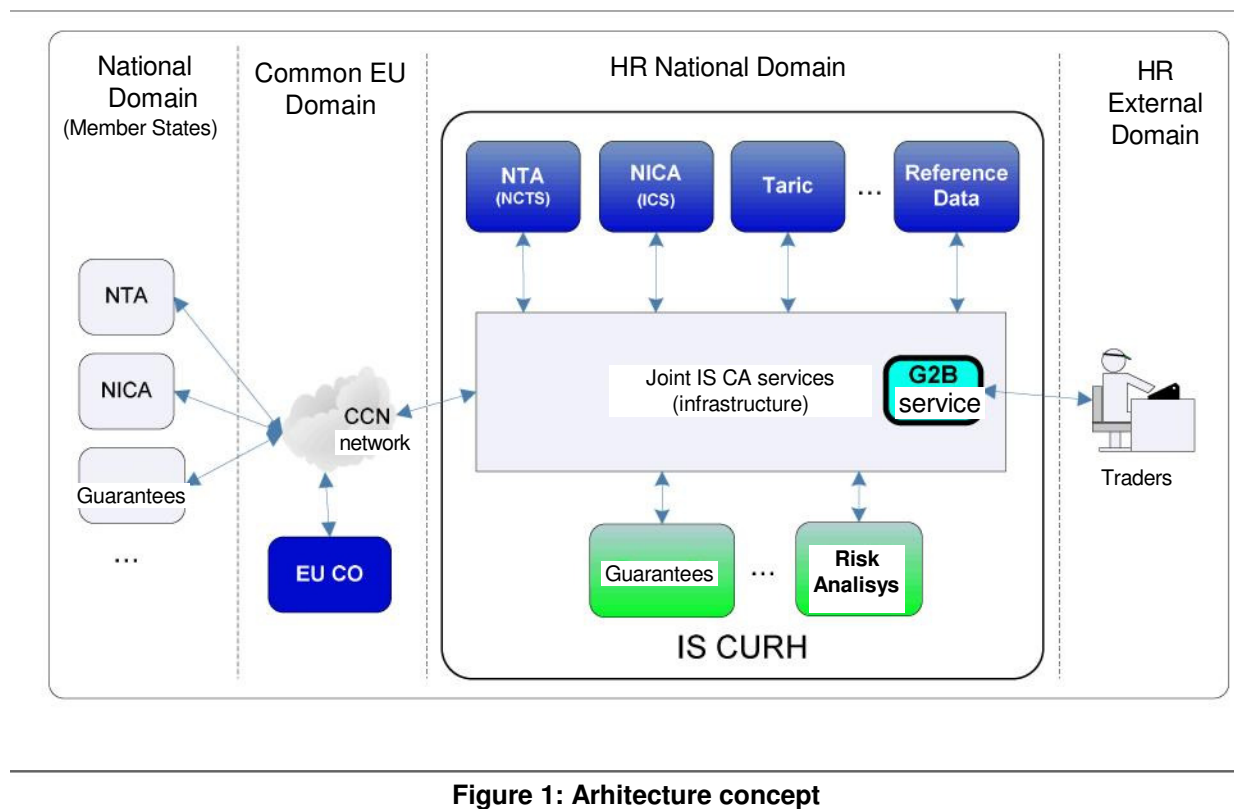 National
Domain
(Member States)
Common EU
Domain
HR National Domain
HR
External
Domain
NTA
(NCTS)
NICA
(ICS)
Taric
...
Reference
Data
NTA
NICA
Guarantees
...
CCN
network
EU CO
Joint IS CA services
(infrastructure)
G2B
service
Traders
Guarantees
...
Risk
Analisys
IS CURH
Figure 1: Arhitecture concept